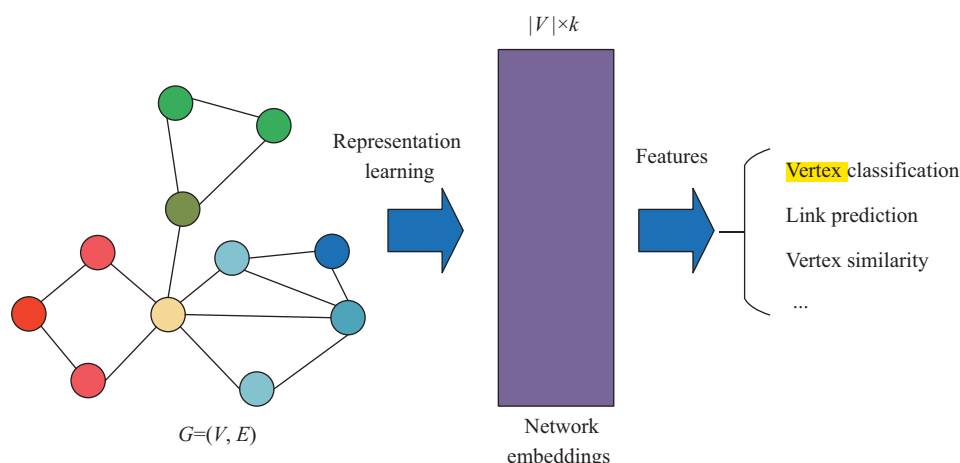 |V|×k
Representation
learning
Features
Vertex classification
Link prediction
Vertex similarity
...
G=(V, E)
Network
embeddings